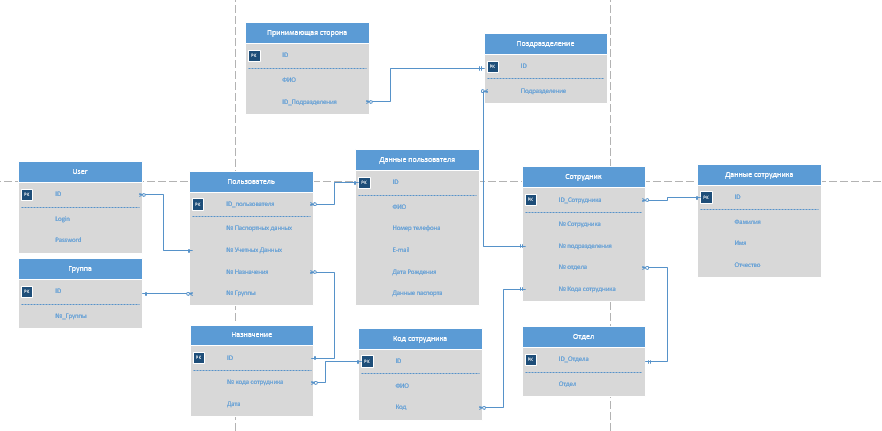 Принимающая сторона
PK ID
ФИО
ID_Подразделения
Поздразделение
PK ID
Подразделение
User
PK ID
Login
Password
Группа
PK ID
№_Группы
Пользователь
PK ID_пользователя
№ Паспортных данных
№ Учетных Данных
№ Назначения
№ Группы
Данные пользователя
PK ID
ФИО
Номер телефона
E-mail
Дата Рождения
Данные паспорта
Сотрудник
PK ID_Сотрудника
№ Сотрудника
№ подразделения
№ отдела
№ Кода сотрудника
Данные сотрудника
PK ID
Фамилия
Имя
Отчество
Назначение
PK ID
№ кода сотрудника
Дата
Код сотрудника
PK ID
ФИО
Код
Отдел
PK ID_Отдела
Отдел